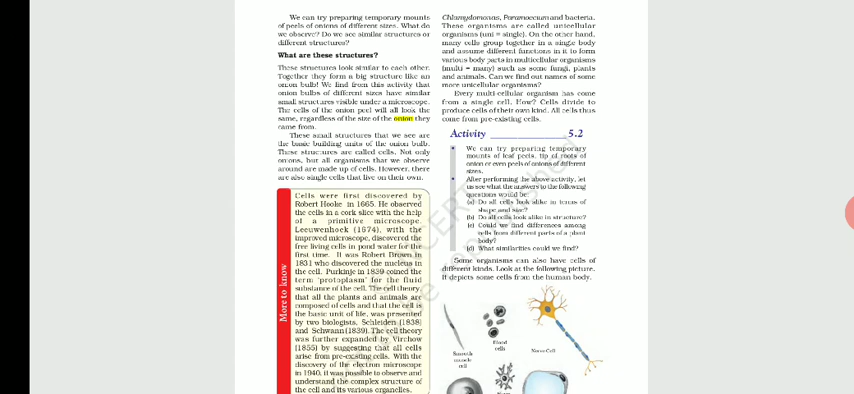 We can try preparing temporary mounts
of peels of onions of different sizes. What do
we observe? Do we see similar structures or
different structures?
What are these structures?
These structures look similar to each other.
Together they form a big structure like an
onion bulb! We find from this activity that
onion bulbs of different sizes have similar
small structures visible under a microscope.
The cells of the onion peel will all look the
same, regardless of the size of the onion they
came from.
These small structures that we see are
the basic building units of the onion bulb.
These structures are called cells. Not only
onions, but all organisms that we observe
around are made up of cells. However, there
are also single cells that live on their own.
More to know
Cells were first discovered by
Robert Hooke in 1665. He observed
the cells in a cork slice with the help
of a primitive microscope.
Leeuwenhoek (1674), with the
improved microscope, discovered the
free living cells in pond water for the
first time. It was Robert Brown in
1831 who discovered the nucleus in
the cell. Purkinje in 1839 coined the
term 'protoplasm' for the fluid
substance of the cell. The cell theory,
that all the plants and animals are
composed of cells and that the cell is
the basic unit of life, was presented
by two biologists, Schleiden (1838)
and Schwann (1839). The cell theory
was further expanded by Virchow
(1855) by suggesting that all cells
arise from pre-existing cells. With the
discovery of the electron microscope
in 1940, it was possible to observe and
understand the complex structure of
the cell and its various organelles.
Chlamydomonas, Paramoecium and bacteria.
These organisms are called unicellular
organisms (uni = single). On the other hand,
many cells group together in a single body
and assume different functions in it to form
various body parts in multicellular organisms
(multi = many) such as some fungi, plants
and animals. Can we find out names of some
more unicellular organisms?
Every multi-cellular organism has come
from a single cell. How? Cells divide to
produce cells of their own kind. All cells thus
come from pre-existing cells.
Activity 5.2
• We can try preparing temporary
mounts of leaf peels, tip of roots of
onion or even peels of onions of different
sizes.
• After performing the above activity, let
us see what the answers to the following
questions would be:
(a) Do all cells look alike in terms of
shape and size?
(b) Do all cells look alike in structure?
(c) Could we find differences among
cells from different parts of a plant
body?
(d) What similarities could we find?
Some organisms can also have cells of
different kinds. Look at the following picture.
It depicts some cells from the human body.
Blood
cells
Smooth
muscle
cell
Nerve Cell